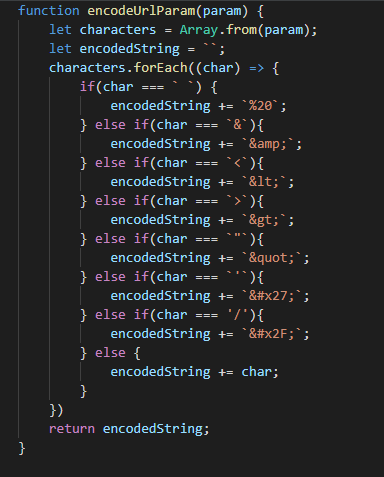 function encodeUrlParam(param) {
    let characters = Array.from(param);
    let encodedString = ``;
    characters.forEach((char) => {
        if(char === ` `) {
            encodedString += `%20`;
        } else if(char === `&`){
            encodedString += `&amp;`;
        } else if(char === `<`){
            encodedString += `&lt;`;
        } else if(char === `>`){
            encodedString += `&gt;`;
        } else if(char === `"`){
            encodedString += `&quot;`;
        } else if(char === `'`){
            encodedString += `&#x27;`;
        } else if(char === '/'){
            encodedString += `&#x2F;`;
        } else {
            encodedString += char;
        }
    })
    return encodedString;
}